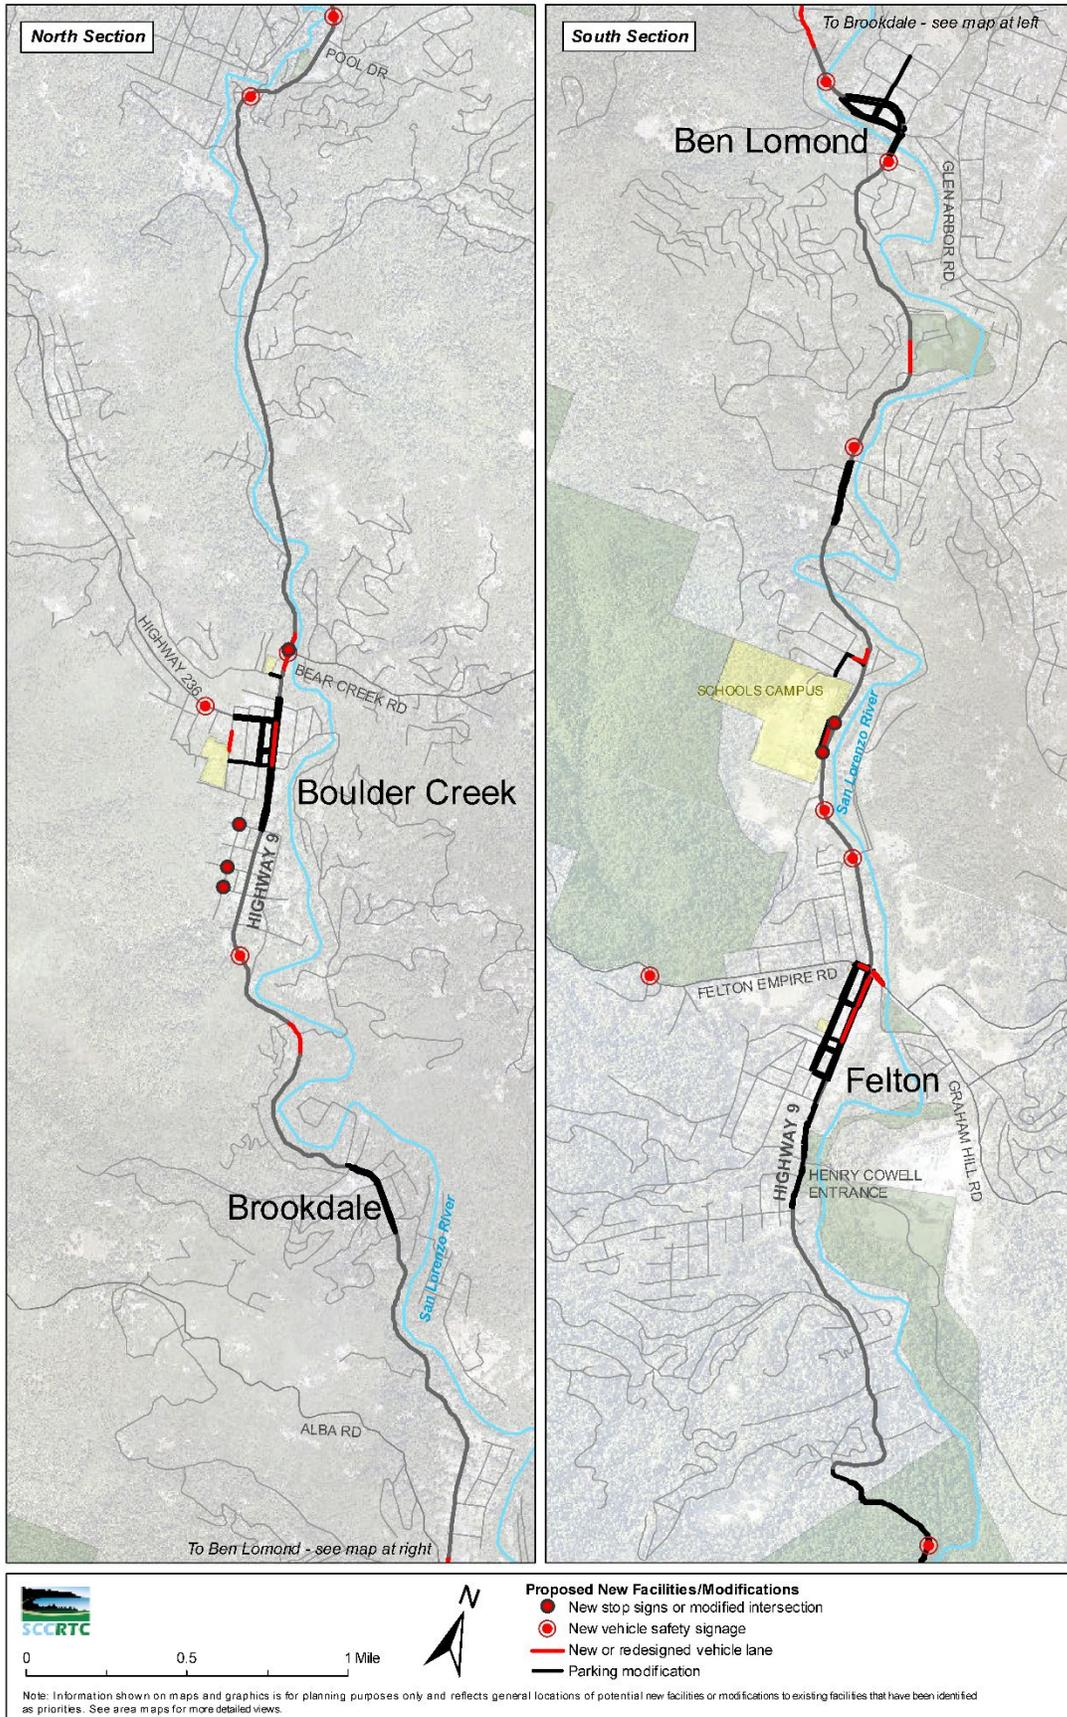 North Section
POOL DR
HIGHWAY 236
BEAR CREEK RD
Boulder Creek
HIGHWAY 9
Brookdale
San Lorenzo River
ALBA RD
To Ben Lomond - see map at right
South Section
To Brookdale - see map at left
Ben Lomond
GLEN ARBOR RD
SCHOOLS CAMPUS
San Lorenzo River
FELTON EMPIRE RD
Felton
GRAHAM HILL RD
HIGHWAY 9
HENRY COWELL
ENTRANCE
SCCRTC
0 0.5 1 Mile
N
Proposed New Facilities/Modifications
New stop signs or modified intersection
New vehicle safety signage
New or redesigned vehicle lane
Parking modification
Note: Information shown on maps and graphics is for planning purposes only and reflects general locations of potential new facilities or modifications to existing facilities that have been identified
as priorities. See area maps for more detailed views.